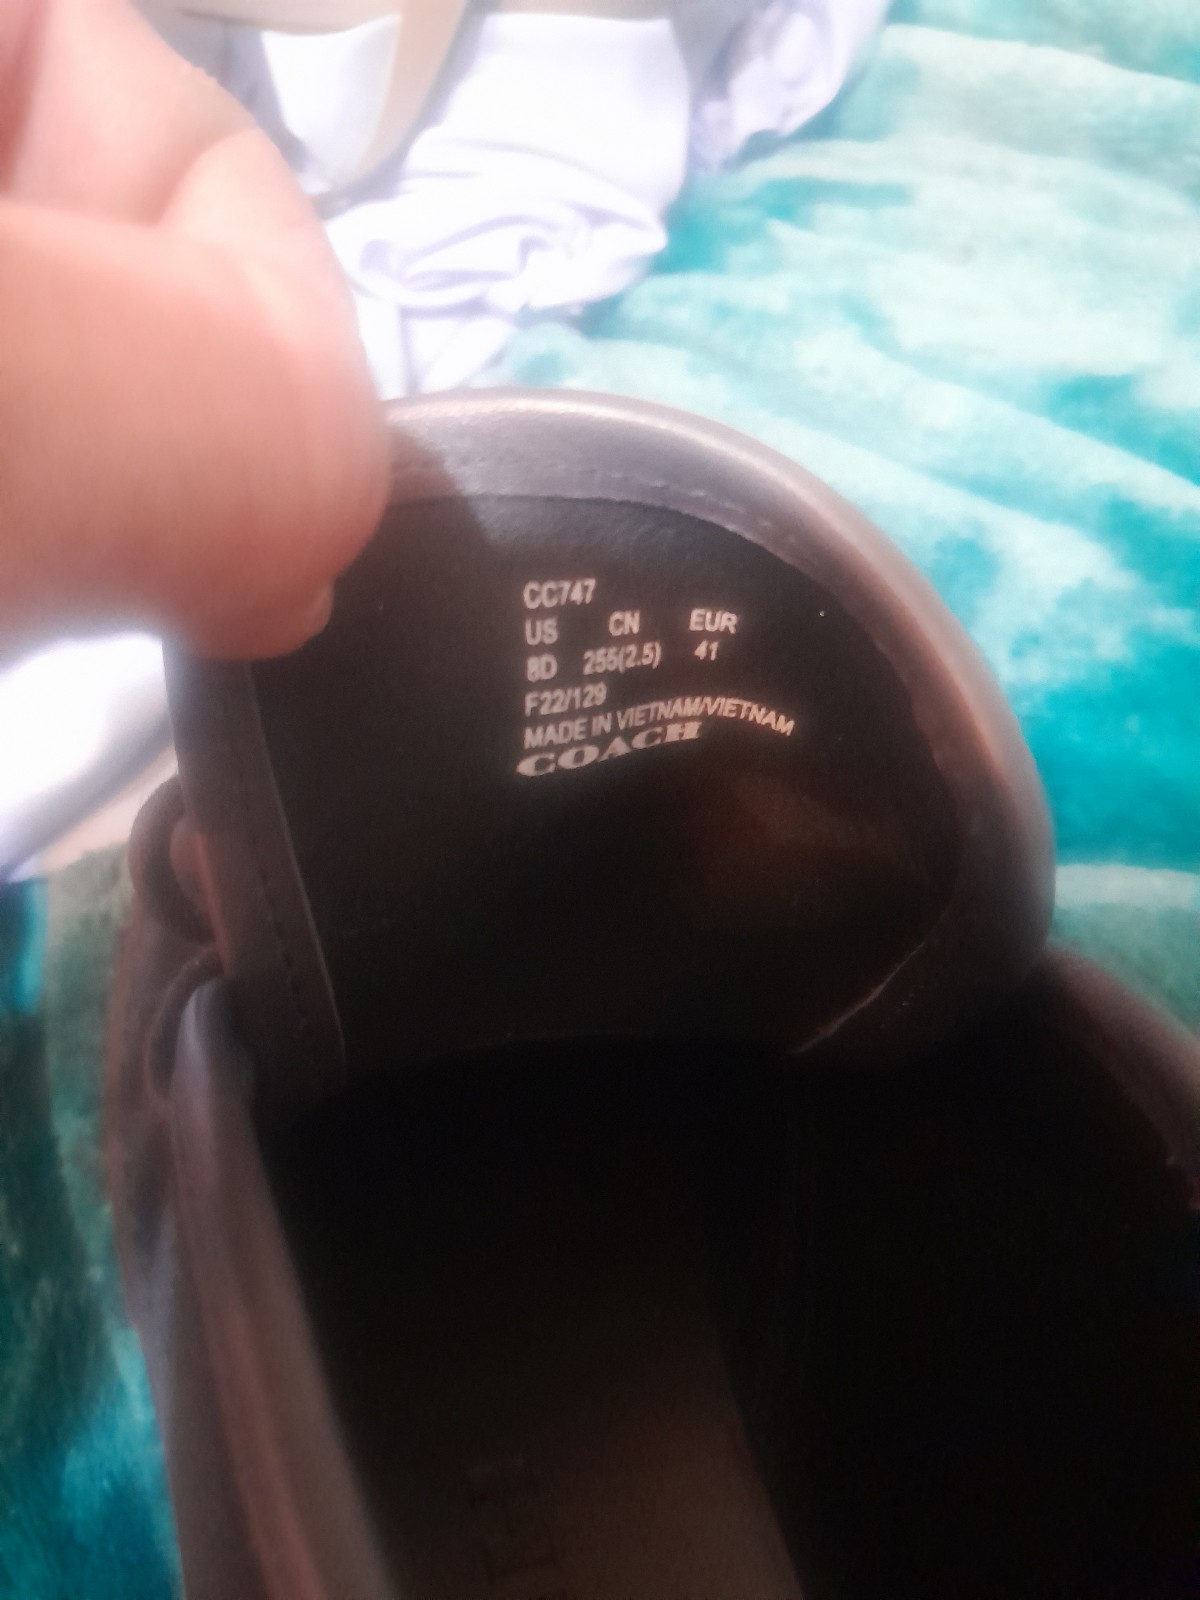 CC747
US CN EUR
8D 255(2.5) 41
F22/129
MADE IN VIETNAM/VIETNAM
COACH